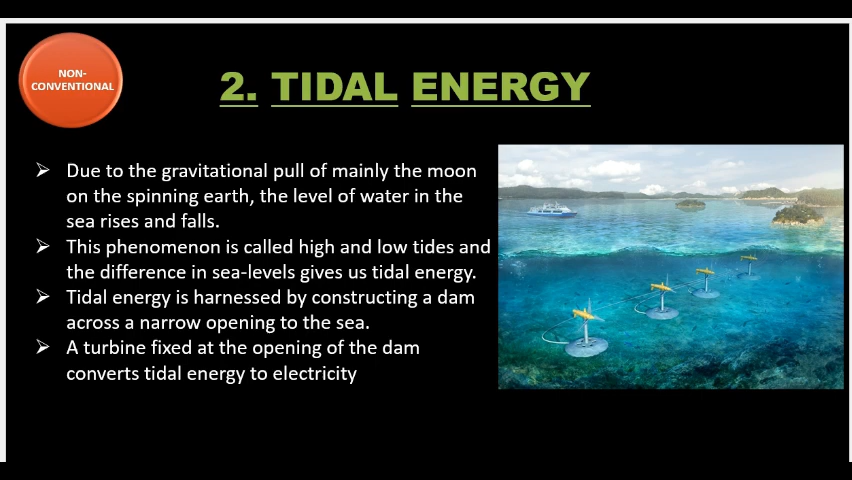 NON-
CONVENTIONAL
2. TIDAL ENERGY
➢ Due to the gravitational pull of mainly the moon
on the spinning earth, the level of water in the
sea rises and falls.
➢ This phenomenon is called high and low tides and
the difference in sea-levels gives us tidal energy.
➢ Tidal energy is harnessed by constructing a dam
across a narrow opening to the sea.
➢ A turbine fixed at the opening of the dam
converts tidal energy to electricity